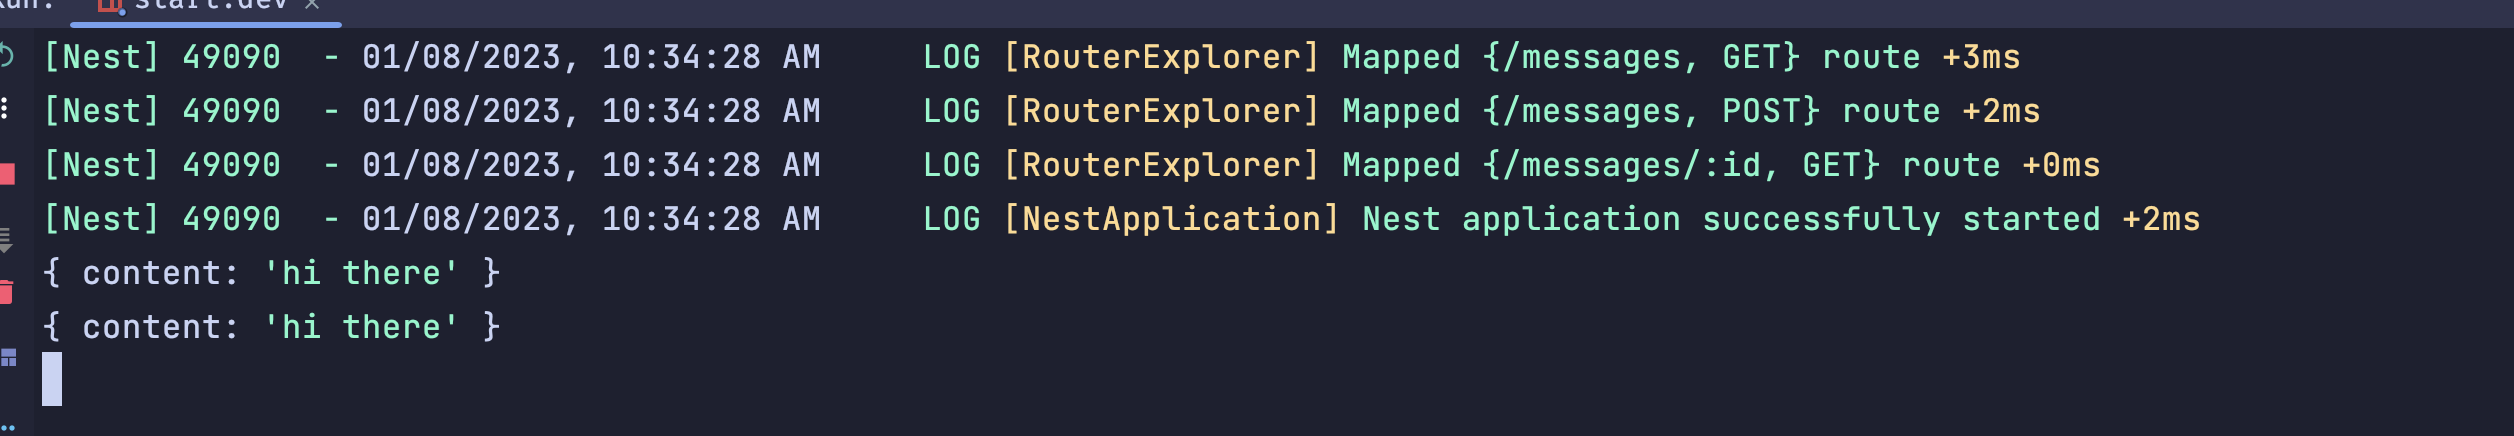 start:dev
[Nest] 49090  - 01/08/2023, 10:34:28 AM     LOG [RouterExplorer] Mapped {/messages, GET} route +3ms
[Nest] 49090  - 01/08/2023, 10:34:28 AM     LOG [RouterExplorer] Mapped {/messages, POST} route +2ms
[Nest] 49090  - 01/08/2023, 10:34:28 AM     LOG [RouterExplorer] Mapped {/messages/:id, GET} route +0ms
[Nest] 49090  - 01/08/2023, 10:34:28 AM     LOG [NestApplication] Nest application successfully started +2ms
{ content: 'hi there' }
{ content: 'hi there' }